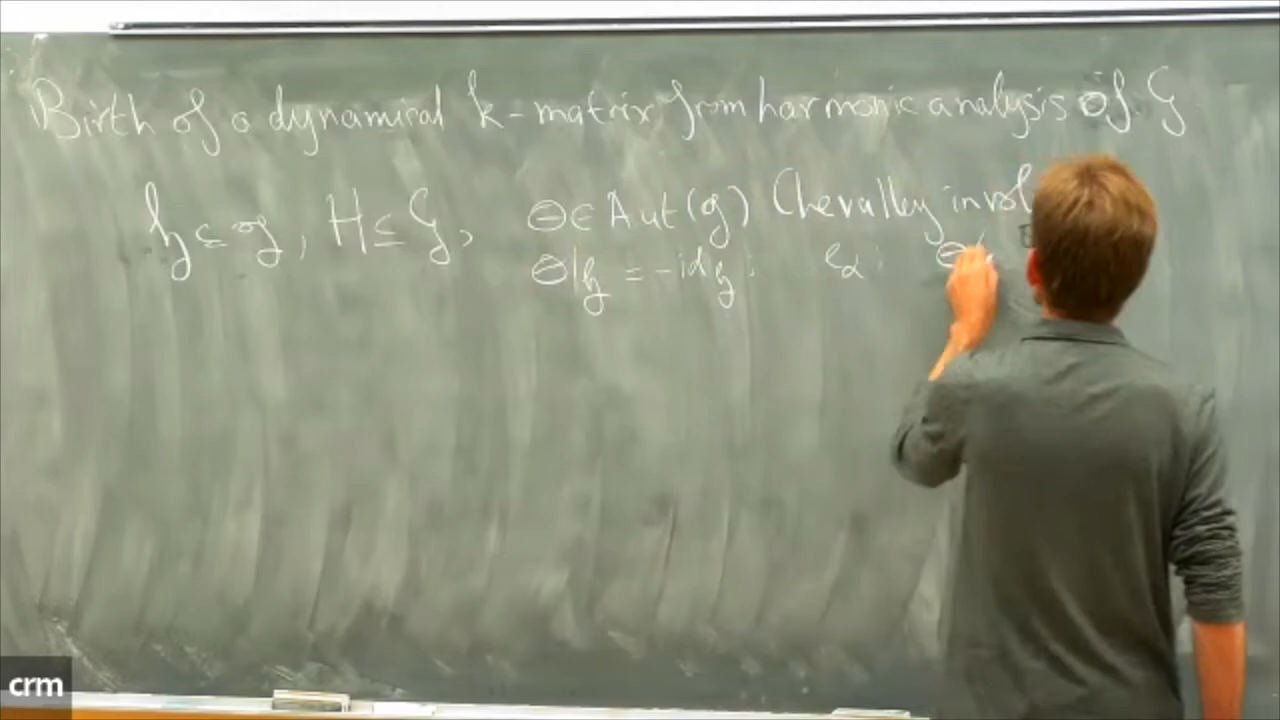 Birth of a dynamical k-matrix from harmonic analysis of G
𝔥 ⊆ 𝔤, H ≤ G, Θ ∈ Aut(𝔤) Chevalley invol
Θ|𝔥 = -id𝔥; e_α; Θ
crm